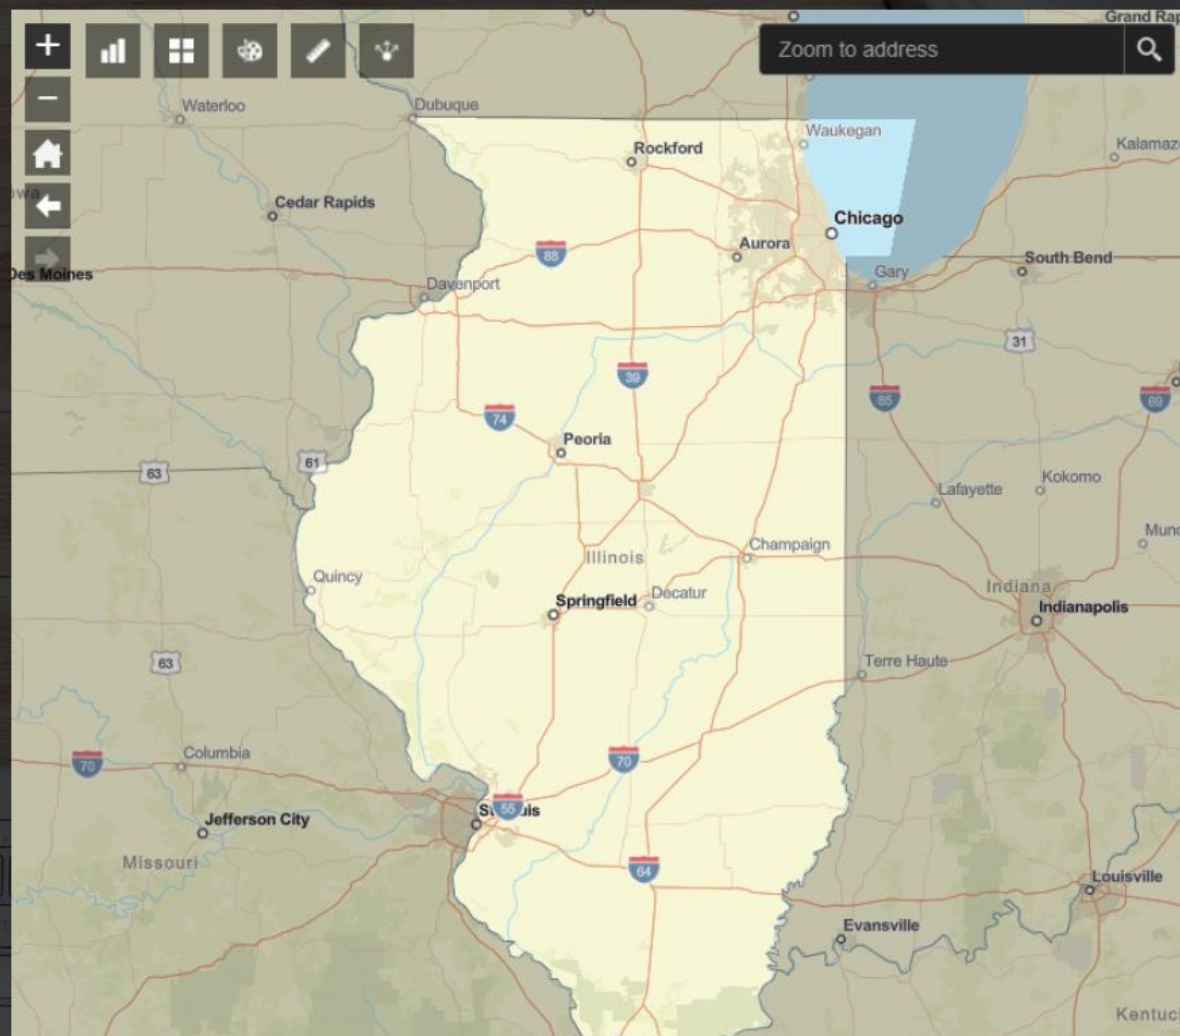 Grand Rap
Zoom to address
Waterloo
Dubuque
Waukegan
Rockford
Kalamaz
owa
Cedar Rapids
Chicago
Aurora
88
South Bend
Des Moines
Gary
Davenport
31
39
65
69
74
Peoria
61
63
Kokomo
Lafayette
Champaign
Munc
Illinois
Quincy
Indiana
Springfield
Decatur
Indianapolis
63
Terre Haute
Columbia
70
70
55
Jefferson City
Missouri
64
Louisville
Evansville
Kentuc